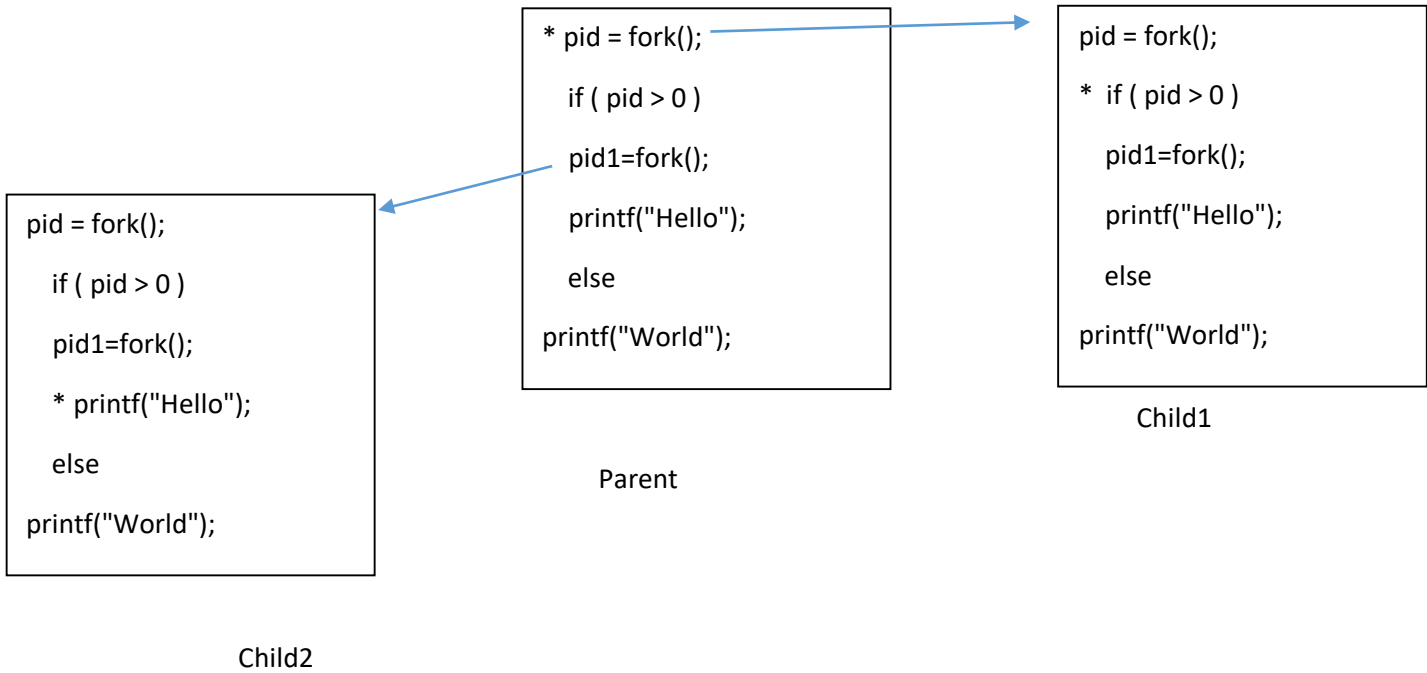 * pid = fork();
if ( pid > 0 )
pid1=fork();
printf("Hello");
else
printf("World");
Parent
pid = fork();
* if ( pid > 0 )
pid1=fork();
printf("Hello");
else
printf("World");
Child1
pid = fork();
if ( pid > 0 )
pid1=fork();
* printf("Hello");
else
printf("World");
Child2